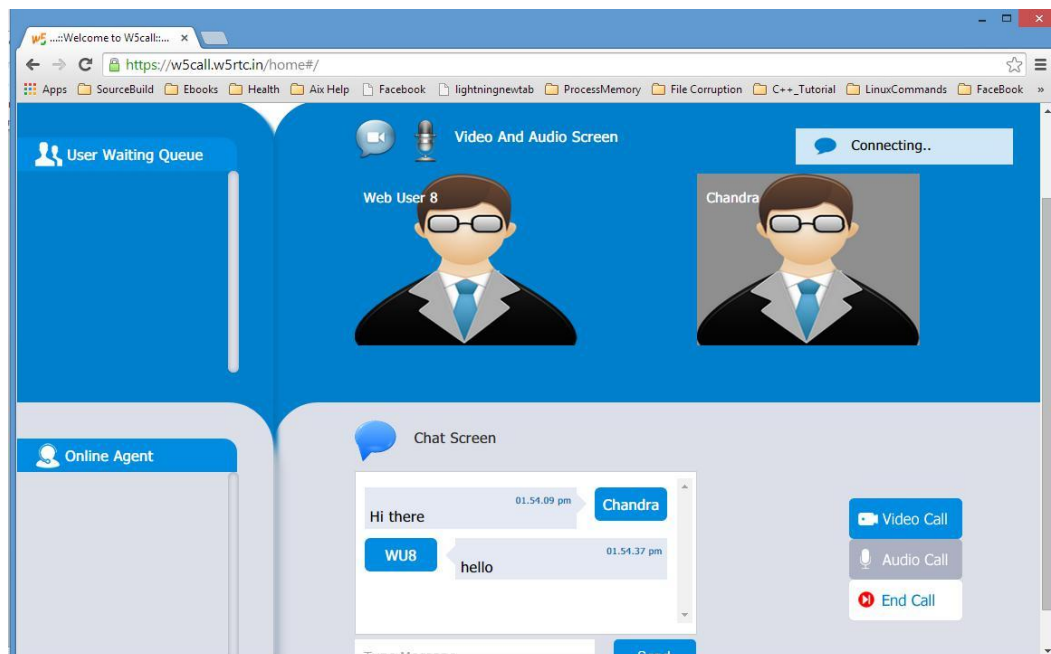 w5 ...::Welcome to W5call::...
https://w5call.w5rtc.in/home#/
Apps SourceBuild Ebooks Health Aix Help Facebook lightningnewtab ProcessMemory File Corruption C++_Tutorial LinuxCommands FaceBook »
User Waiting Queue
Video And Audio Screen
Connecting..
Web User 8
Chandra
Online Agent
Chat Screen
01.54.09 pm
Hi there
Chandra
WU8
01.54.37 pm
hello
Video Call
Audio Call
End Call